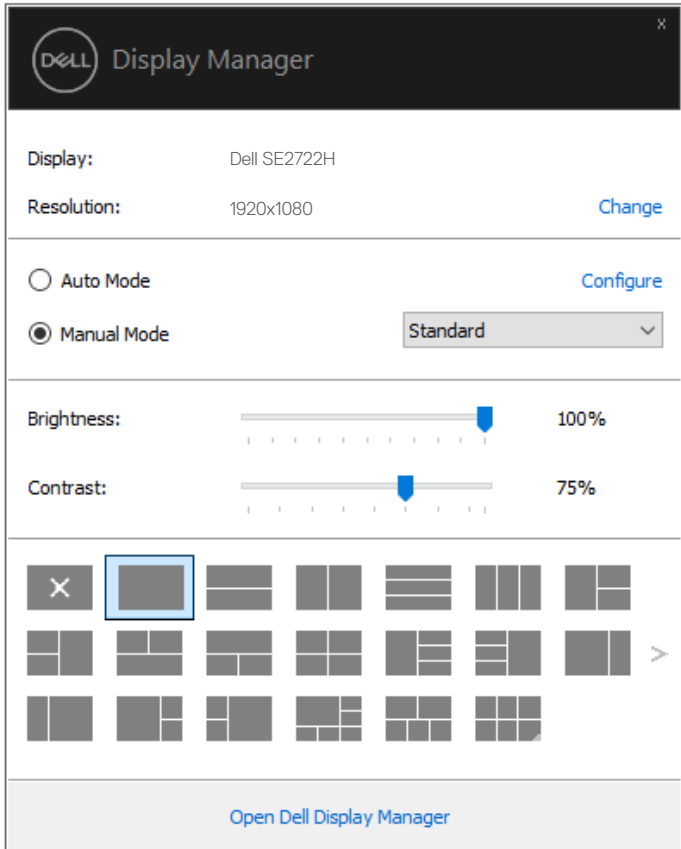 x
DELL Display Manager
Display: Dell SE2722H
Resolution: 1920x1080 Change
Auto Mode Configure
Manual Mode Standard
Brightness: 100%
Contrast: 75%
Open Dell Display Manager